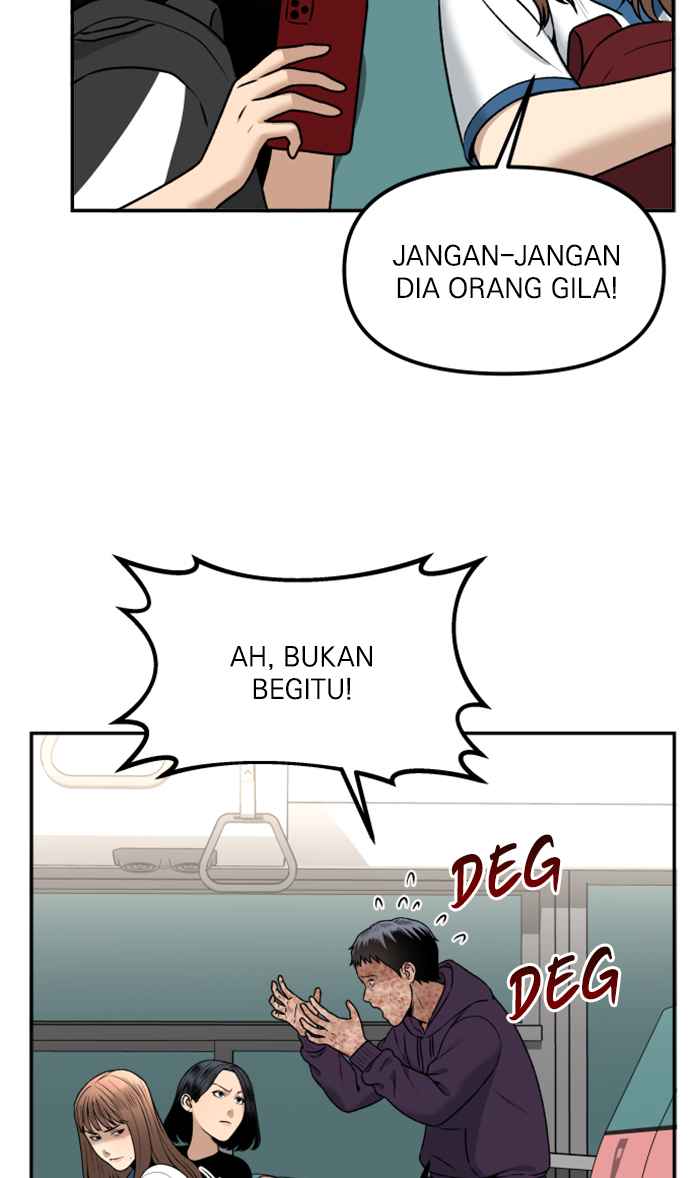 JANGAN-JANGAN
DIA ORANG GILA!
AH, BUKAN
BEGITU!
DEG
DEG